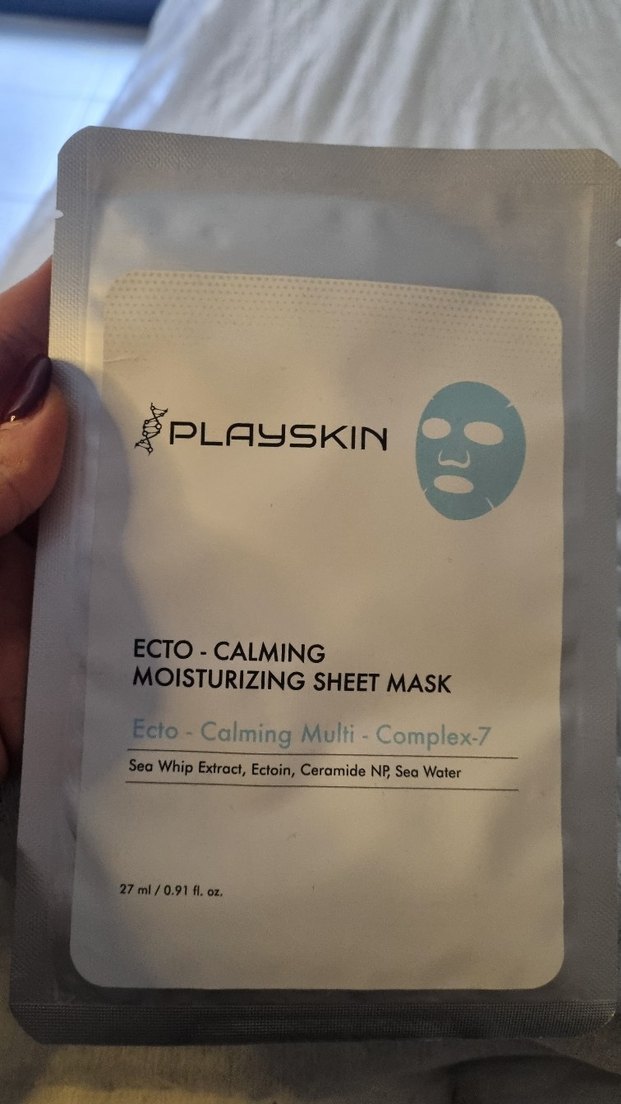 PLAYSKIN
ECTO - CALMING
MOISTURIZING SHEET MASK
Ecto - Calming Multi - Complex-7
Sea Whip Extract, Ectoin, Ceramide NP, Sea Water
27 ml / 0.91 fl. oz.